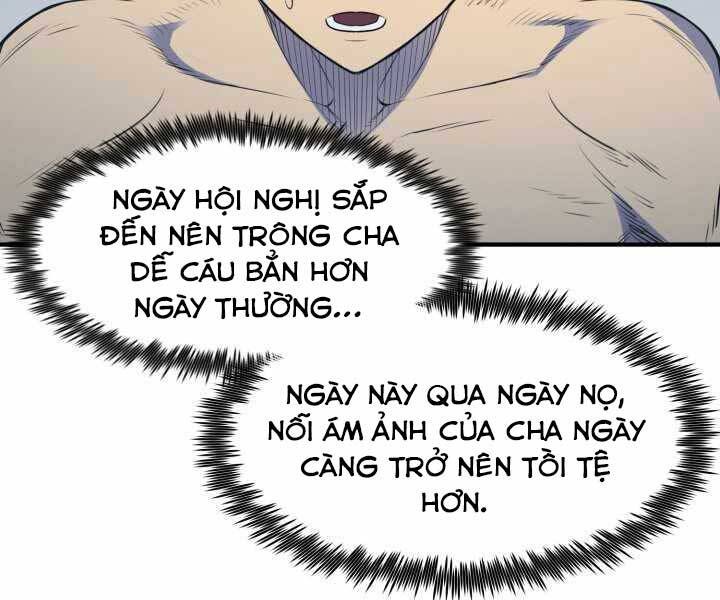 NGÀY HỘI NGHỊ SẮP
ĐẾN NÊN TRÔNG CHA
DỄ CÁU BẲN HƠN
NGÀY THƯỜNG...
NGÀY NÀY QUA NGÀY NỌ,
NỖI ÁM ẢNH CỦA CHA NGÀY
CÀNG TRỞ NÊN TỒI TỆ
HƠN.